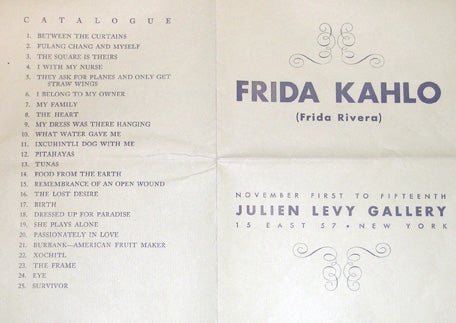 CATALOGUE
1. BETWEEN THE CURTAINS
2. FULANG CHANG AND MYSELF
3. THE SQUARE IS THEIRS
4. I WITH MY NURSE
5. THEY ASK FOR PLANES AND ONLY GET
STRAW WINGS
6. I BELONG TO MY OWNER
7. MY FAMILY
8. THE HEART
9. MY DRESS WAS THERE HANGING
10. WHAT WATER GAVE ME
11. IXCUHINTLI DOG WITH ME
12. PITAHAYAS
13. TUNAS
14. FOOD FROM THE EARTH
15. REMEMBRANCE OF AN OPEN WOUND
16. THE LOST DESIRE
17. BIRTH
18. DRESSED UP FOR PARADISE
19. SHE PLAYS ALONE
20. PASSIONATELY IN LOVE
21. BURBANK—AMERICAN FRUIT MAKER
22. XOCHITL
23. THE FRAME
24. EYE
25. SURVIVOR
FRIDA KAHLO
(Frida Rivera)
NOVEMBER FIRST TO FIFTEENTH
JULIEN LEVY GALLERY
15 EAST 57 • NEW YORK